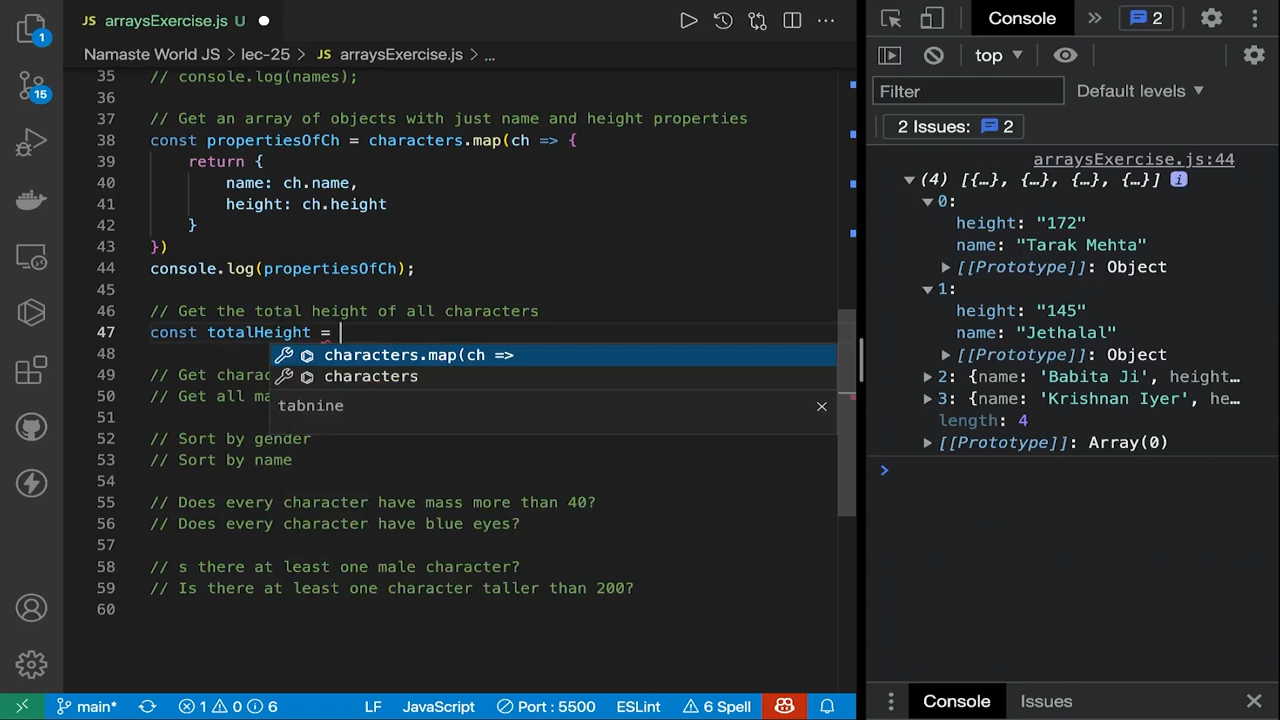 JS arraysExercise.js U
Namaste World JS > lec-25 > JS arraysExercise.js > ...
35 // console.log(names);
36
37 // Get an array of objects with just name and height properties
38 const propertiesOfCh = characters.map(ch => {
39 return {
40 name: ch.name,
41 height: ch.height
42 }
43 })
44 console.log(propertiesOfCh);
45
46 // Get the total height of all characters
47 const totalHeight =
characters.map(ch =>
48
characters
49 // Get charac
tabnine
50 // Get all ma
51
52 // Sort by gender
53 // Sort by name
54
55 // Does every character have mass more than 40?
56 // Does every character have blue eyes?
57
58 // s there at least one male character?
59 // Is there at least one character taller than 200?
60
1
15
main*
1 0 6
LF
JavaScript
Port : 5500
ESLint
6 Spell
Console
2
top
Filter
Default levels
2 Issues: 2
arraysExercise.js:44
(4) [{…}, {…}, {…}, {…}] i
0:
height: "172"
name: "Tarak Mehta"
[[Prototype]]: Object
1:
height: "145"
name: "Jethalal"
[[Prototype]]: Object
2: {name: 'Babita Ji', height…
3: {name: 'Krishnan Iyer', he…
length: 4
[[Prototype]]: Array(0)
>
Console
Issues